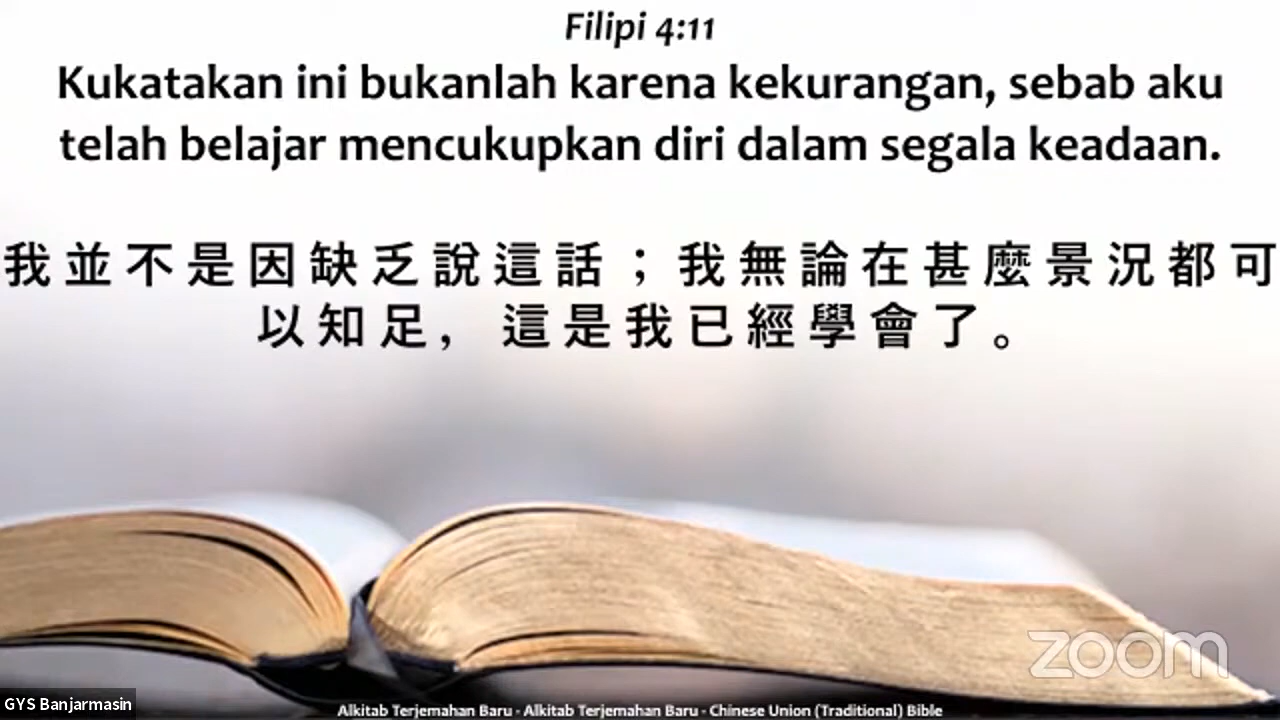 Filipi 4:11
Kukatakan ini bukanlah karena kekurangan, sebab aku
telah belajar mencukupkan diri dalam segala keadaan.
我並不是因缺乏說這話；我無論在甚麼景況都可
以知足，這是我已經學會了。
zoom
GYS Banjarmasin
Alkitab Terjemahan Baru - Alkitab Terjemahan Baru - Chinese Union (Traditional) Bible